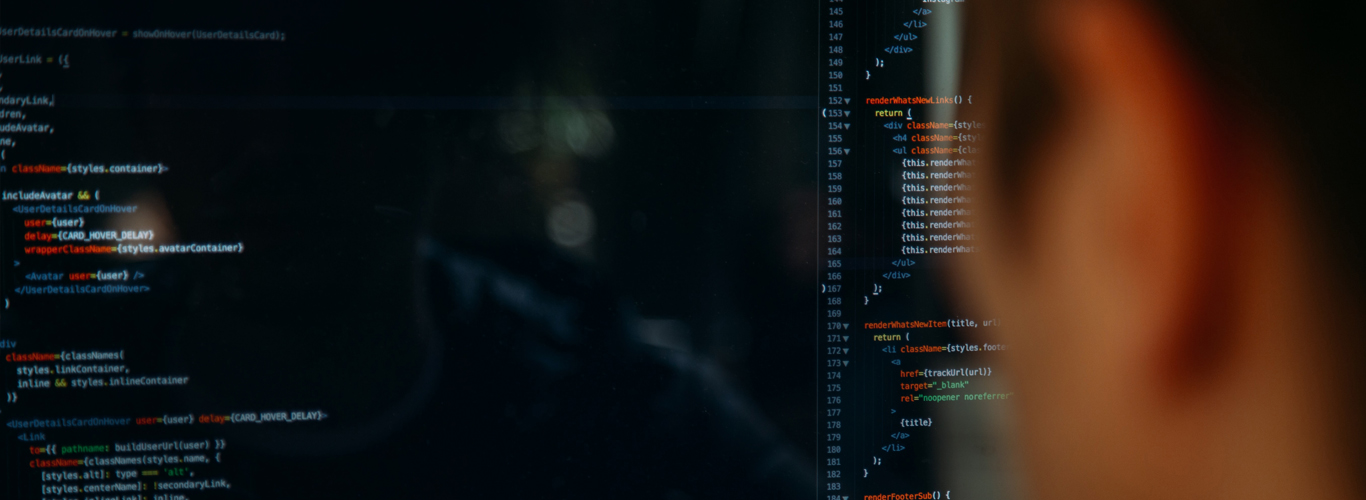 UserDetailsCardOnHover = showOnHover(UserDetailsCard);
UserLink = ({
ndaryLink,
dren,
udeAvatar,
ne,
(
n className={styles.container}>
includeAvatar && (
<UserDetailsCardOnHover
user={user}
delay={CARD_HOVER_DELAY}
wrapperClassName={styles.avatarContainer}
>
<Avatar user={user} />
</UserDetailsCardOnHover>
)
div
className={classNames(
styles.linkContainer,
inline && styles.inlineContainer
)}
<UserDetailsCardOnHover user={user} delay={CARD_HOVER_DELAY}>
<Link
to={{ pathname: buildUserUrl(user) }}
className={classNames(styles.name, {
[styles.alt]: type === 'alt',
[styles.centerName]: !secondaryLink,
145 </a>
146 </li>
147 </ul>
148 </div>
149 );
150 }
151
152 renderWhatsNewLinks() {
153 return (
154 <div className={styles
155 <h4 className={sty
156 <ul className={cla
157 {this.renderWhat
158 {this.renderWhat
159 {this.renderWhat
160 {this.renderWhat
161 {this.renderWhat
162 {this.renderWhat
163 {this.renderWhat
164 {this.renderWhat
165 </ul>
166 </div>
167 );
168 }
169
170 renderWhatsNewItem(title, url
171 return (
172 <li className={styles.foote
173 <a
174 href={trackUrl(url)}
175 target="_blank"
176 rel="noopener noreferrer"
177 >
178 {title}
179 </a>
180 </li>
181 );
182 }
183
184 renderFooterSub() {